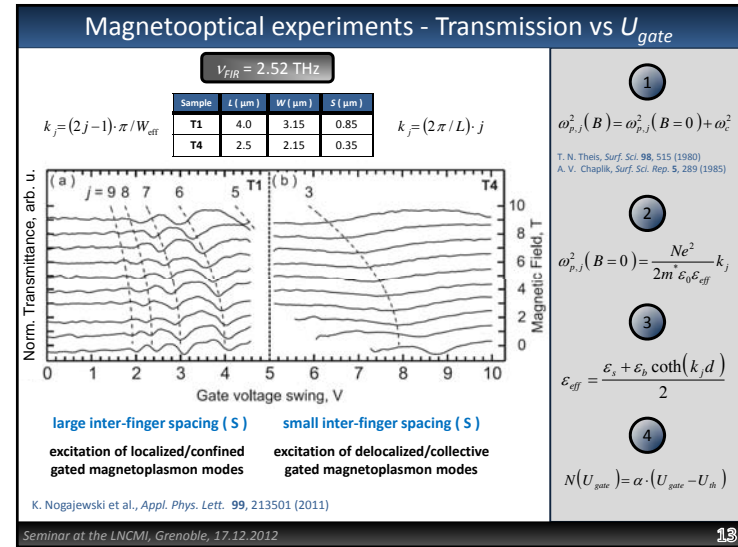 Magnetooptical experiments - Transmission vs U_gate
ν_FIR = 2.52 THz
k_j = (2j−1)·π/W_eff
Sample L ( µm ) W ( µm ) S ( µm )
T1 4.0 3.15 0.85
T4 2.5 2.15 0.35
k_j = (2π/L)·j
Norm. Transmittance, arb. u.
(a) j = 9 8 7 6 5 T1
(b) 3 T4
10
8
6
4
2
0
Magnetic Field, T
0 1 2 3 4 5 6 7 8 9 10
Gate voltage swing, V
large inter-finger spacing ( S )
excitation of localized/confined
gated magnetoplasmon modes
small inter-finger spacing ( S )
excitation of delocalized/collective
gated magnetoplasmon modes
K. Nogajewski et al., Appl. Phys. Lett. 99, 213501 (2011)
1
ω²_p,j ( B ) = ω²_p,j ( B = 0 ) + ω²_c
T. N. Theis, Surf. Sci. 98, 515 (1980)
A. V. Chaplik, Surf. Sci. Rep. 5, 289 (1985)
2
ω²_p,j ( B = 0 ) = Ne² / 2m*ε₀ε_eff k_j
3
ε_eff = ε_s + ε_b coth(k_j d) / 2
4
N(U_gate) = α·(U_gate − U_th)
Seminar at the LNCMI, Grenoble, 17.12.2012
13